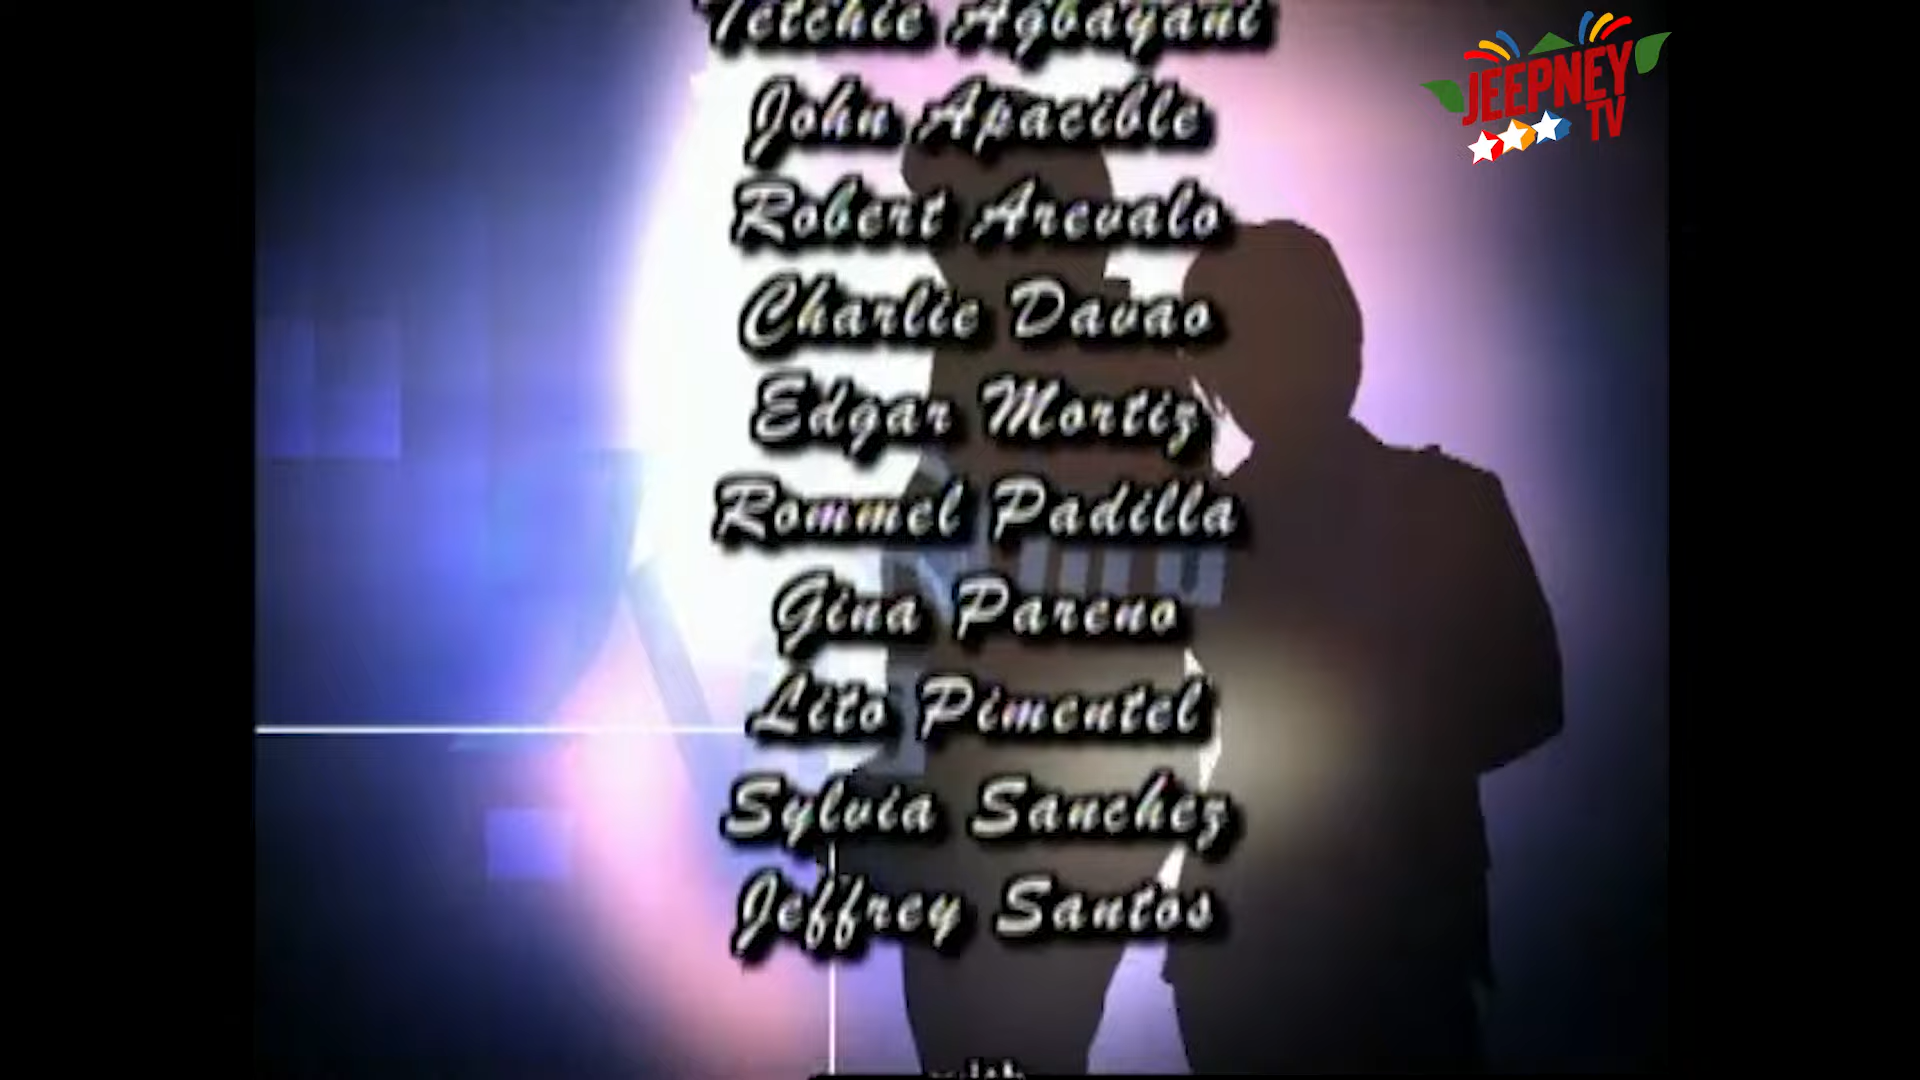 Tetchie Agbayani
John Apacible
Robert Arevalo
Charlie Davao
Edgar Mortiz
Rommel Padilla
Gina Pareno
Lito Pimentel
Sylvia Sanchez
Jeffrey Santos
with
JEEPNEY
TV